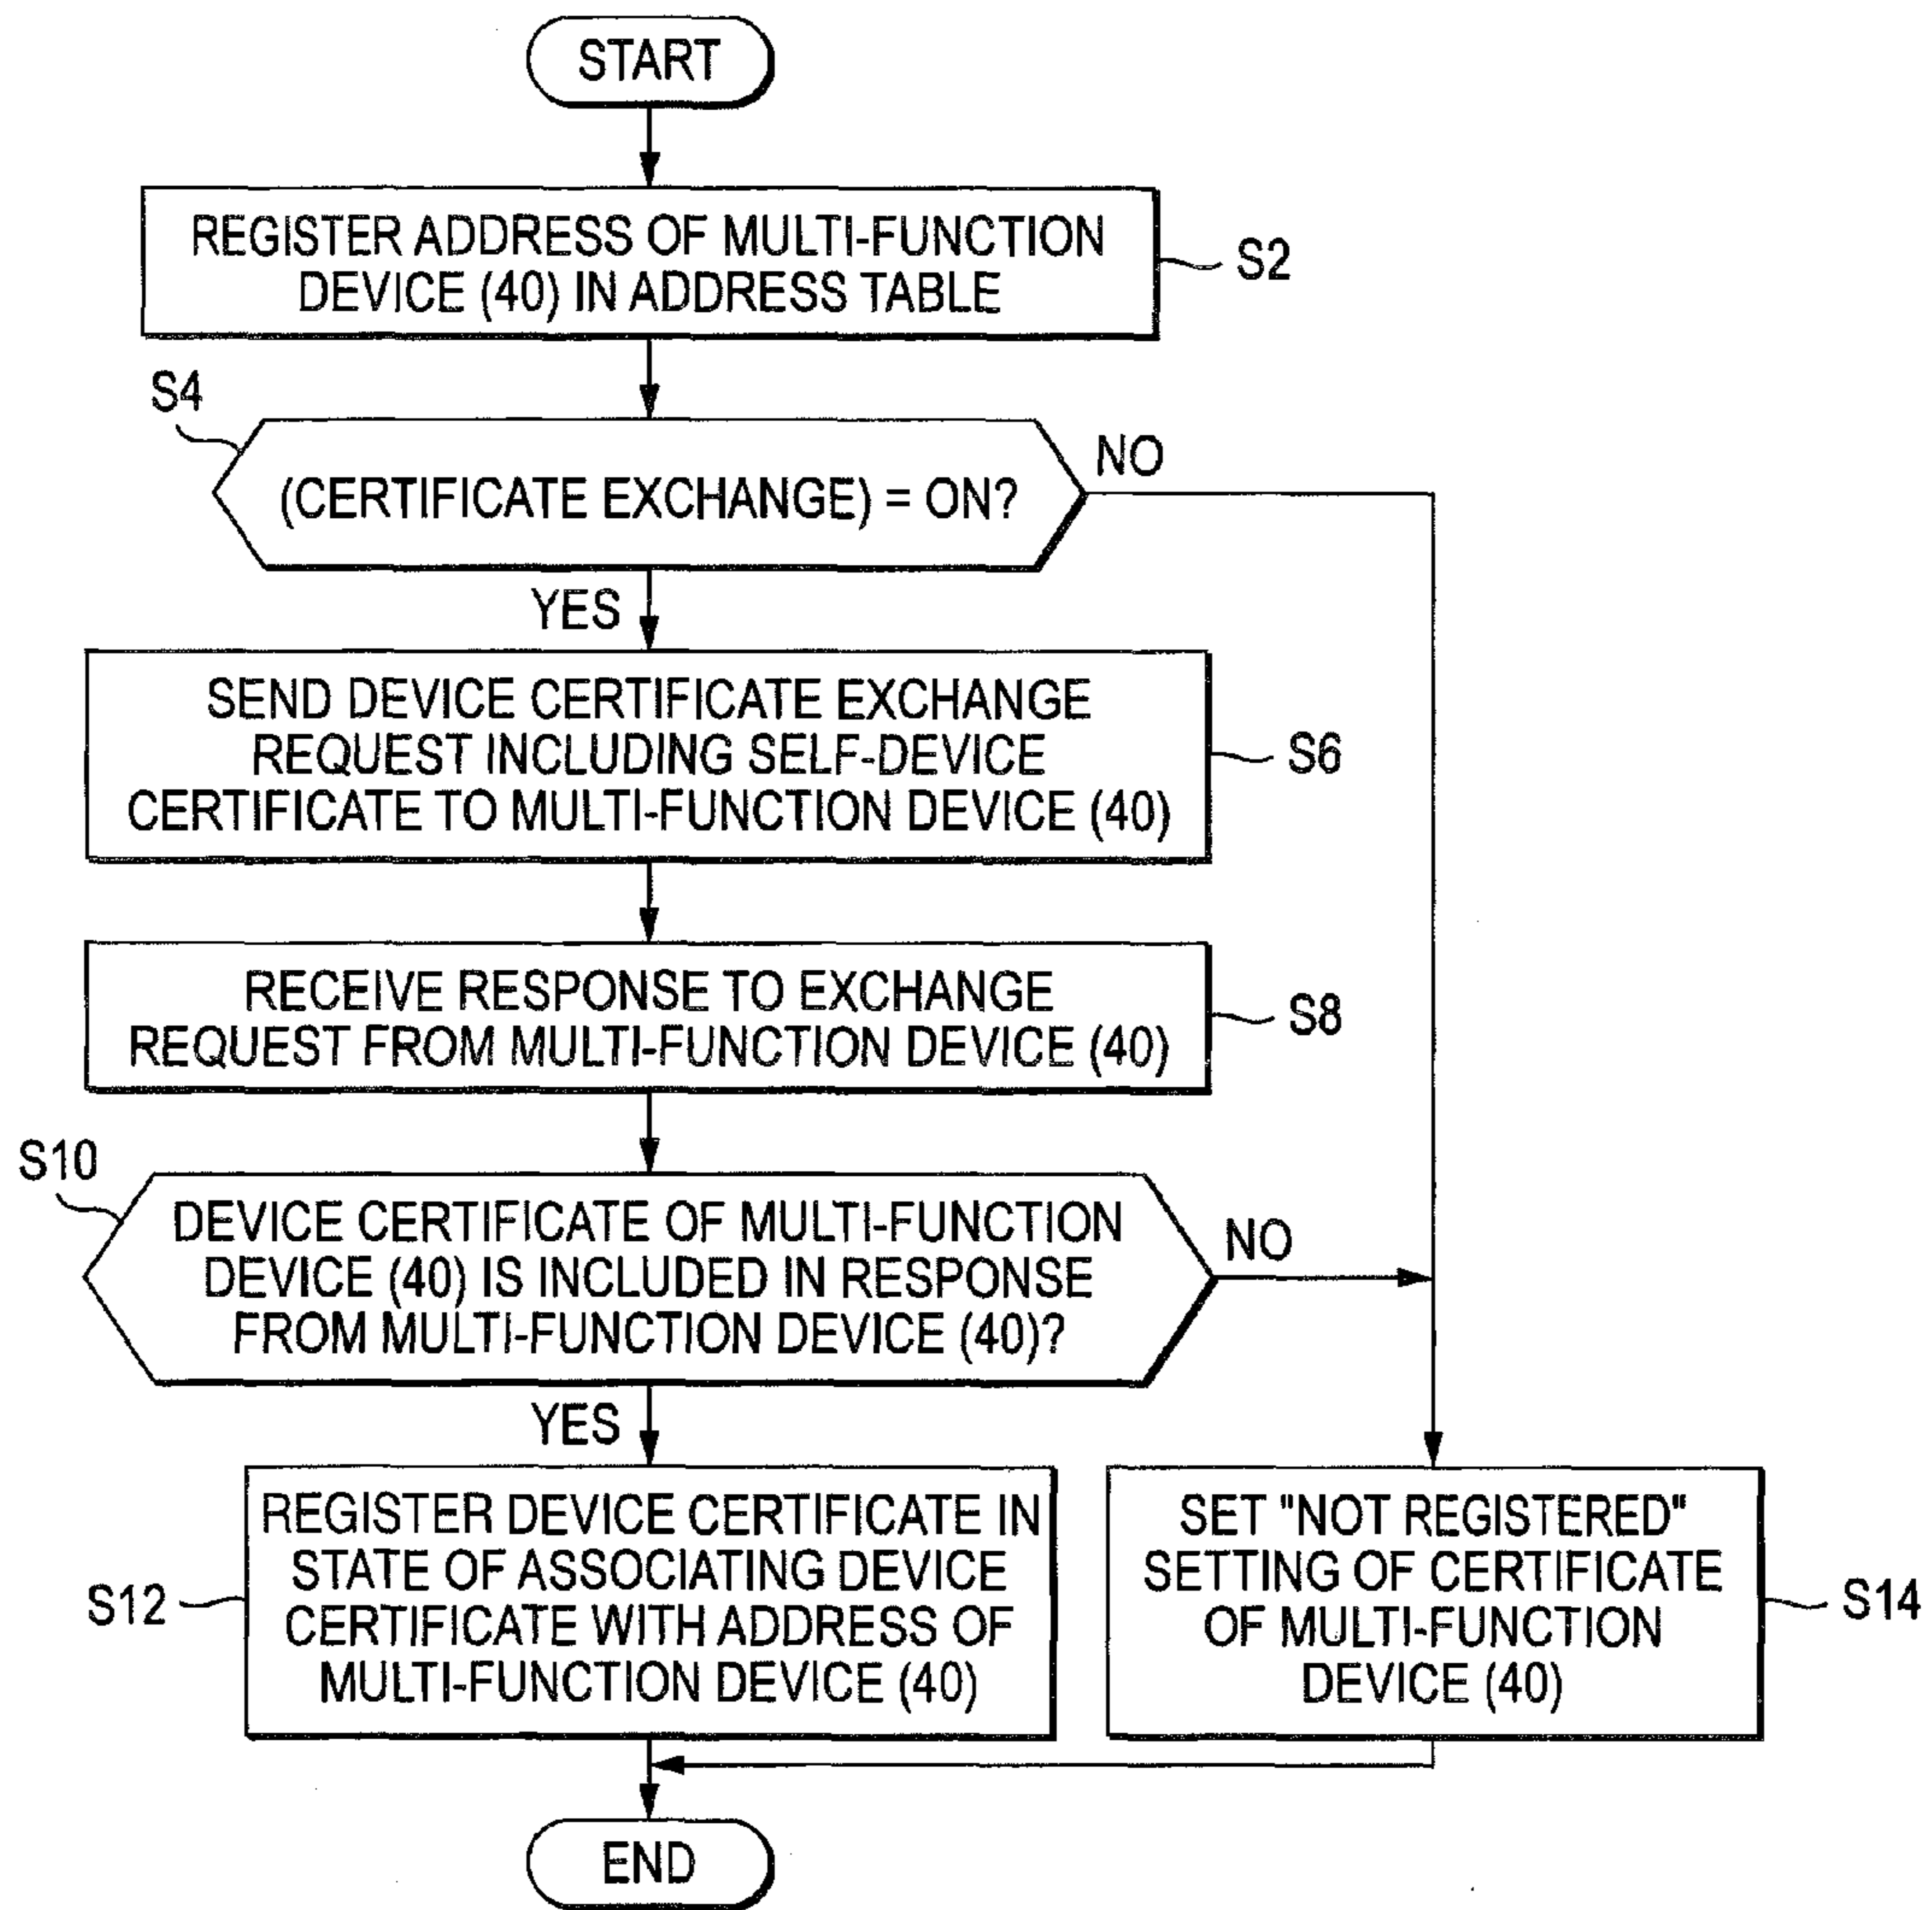 START
REGISTER ADDRESS OF MULTI-FUNCTION
DEVICE (40) IN ADDRESS TABLE
S2
S4
(CERTIFICATE EXCHANGE) = ON?
NO
YES
SEND DEVICE CERTIFICATE EXCHANGE
REQUEST INCLUDING SELF-DEVICE
CERTIFICATE TO MULTI-FUNCTION DEVICE (40)
S6
RECEIVE RESPONSE TO EXCHANGE
REQUEST FROM MULTI-FUNCTION DEVICE (40)
S8
S10
DEVICE CERTIFICATE OF MULTI-FUNCTION
DEVICE (40) IS INCLUDED IN RESPONSE
FROM MULTI-FUNCTION DEVICE (40)?
NO
YES
S12
REGISTER DEVICE CERTIFICATE IN
STATE OF ASSOCIATING DEVICE
CERTIFICATE WITH ADDRESS OF
MULTI-FUNCTION DEVICE (40)
SET "NOT REGISTERED"
SETTING OF CERTIFICATE
OF MULTI-FUNCTION
DEVICE (40)
S14
END